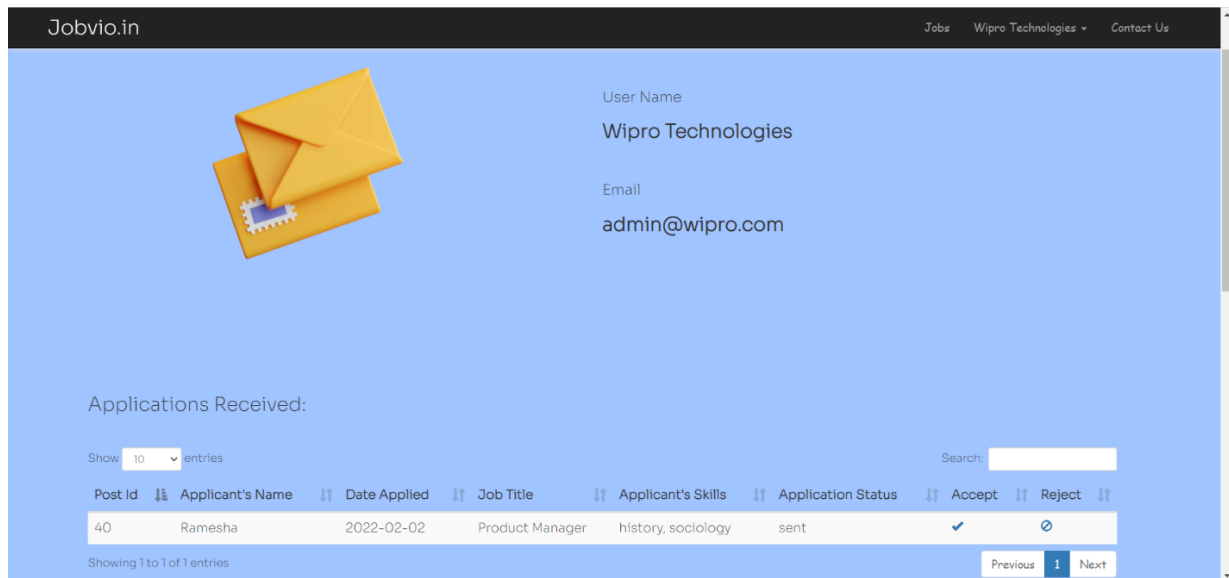 Jobvio.in Jobs Wipro Technologies Contact Us
User Name
Wipro Technologies
Email
admin@wipro.com
Applications Received:
Show 10 entries Search:
Post Id Applicant's Name Date Applied Job Title Applicant's Skills Application Status Accept Reject
40 Ramesha 2022-02-02 Product Manager history, sociology sent
Showing 1 to 1 of 1 entries Previous 1 Next